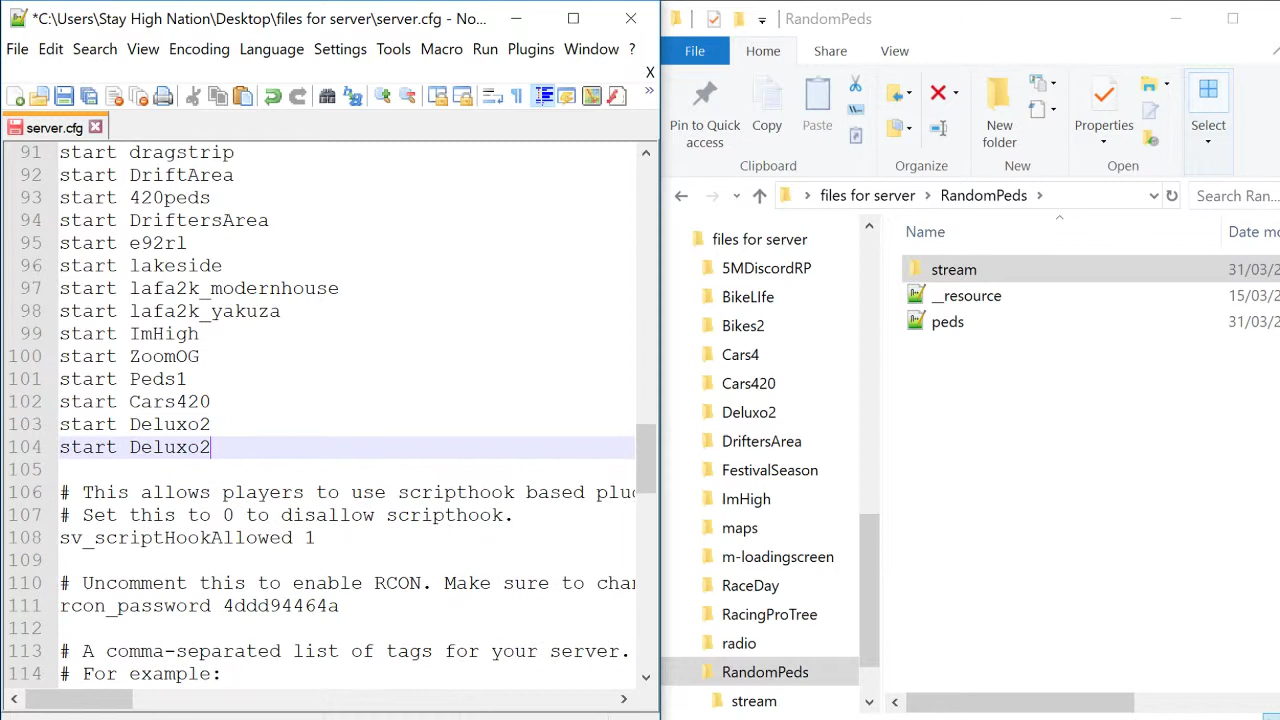 *C:\Users\Stay High Nation\Desktop\files for server\server.cfg - No...
File Edit Search View Encoding Language Settings Tools Macro Run Plugins Window ?
X
server.cfg
91 start dragstrip
92 start DriftArea
93 start 420peds
94 start DriftersArea
95 start e92rl
96 start lakeside
97 start lafa2k_modernhouse
98 start lafa2k_yakuza
99 start ImHigh
100 start ZoomOG
101 start Peds1
102 start Cars420
103 start Deluxo2
104 start Deluxo2
105
106 # This allows players to use scripthook based plu
107 # Set this to 0 to disallow scripthook.
108 sv_scriptHookAllowed 1
109
110 # Uncomment this to enable RCON. Make sure to cha
111 rcon_password 4ddd94464a
112
113 # A comma-separated list of tags for your server.
114 # For example:
RandomPeds
File Home Share View
Pin to Quick access
Copy
Paste
New folder
Properties
Select
Clipboard
Organize
New
Open
files for server RandomPeds
Search Ran...
files for server
5MDiscordRP
BikeLIfe
Bikes2
Cars4
Cars420
Deluxo2
DriftersArea
FestivalSeason
ImHigh
maps
m-loadingscreen
RaceDay
RacingProTree
radio
RandomPeds
stream
Name Date mo
stream 31/03/2
__resource 15/03/2
peds 31/03/2